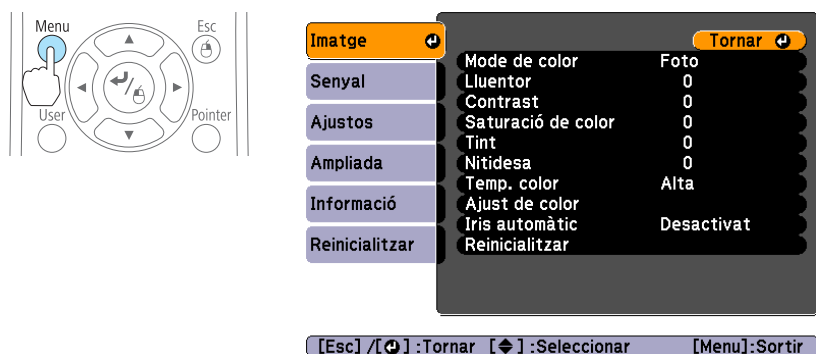 Menu
Esc
User
Pointer
Imatge
Senyal
Ajustos
Ampliada
Informació
Reinicialitzar
Tornar
Mode de color Foto
Lluentor 0
Contrast 0
Saturació de color 0
Tint 0
Nitidesa 0
Temp. color Alta
Ajust de color
Iris automàtic Desactivat
Reinicialitzar
[Esc] /[ ] :Tornar [ ] :Seleccionar [Menu]:Sortir